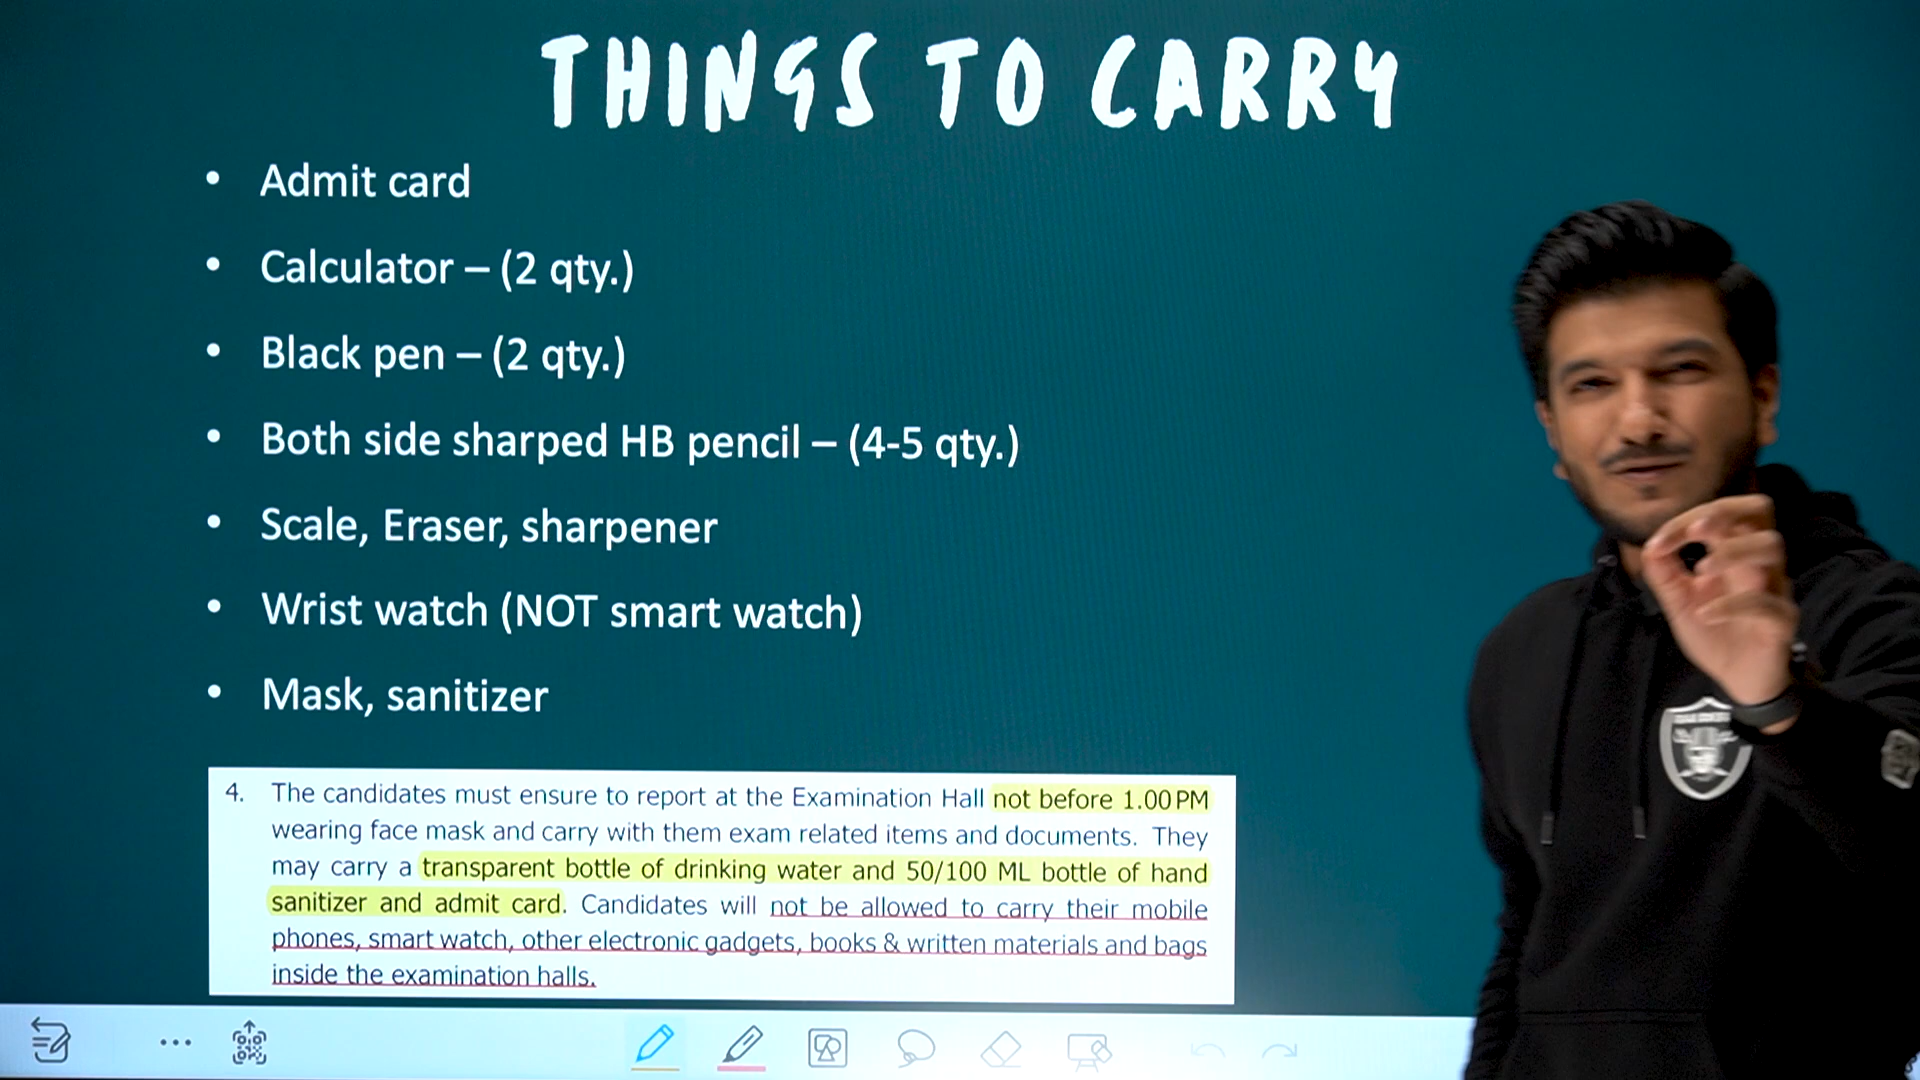 THINGS TO CARRY
• Admit card
• Calculator – (2 qty.)
• Black pen – (2 qty.)
• Both side sharped HB pencil – (4-5 qty.)
• Scale, Eraser, sharpener
• Wrist watch (NOT smart watch)
• Mask, sanitizer
4. The candidates must ensure to report at the Examination Hall not before 1.00 PM
wearing face mask and carry with them exam related items and documents. They
may carry a transparent bottle of drinking water and 50/100 ML bottle of hand
sanitizer and admit card. Candidates will not be allowed to carry their mobile
phones, smart watch, other electronic gadgets, books & written materials and bags
inside the examination halls.